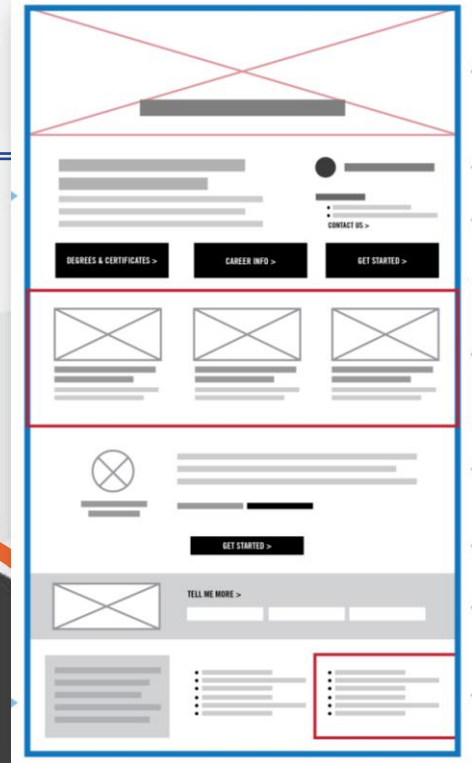 CONTACT US >
DEGREES & CERTIFICATES >
CAREER INFO >
GET STARTED >
GET STARTED >
TELL ME MORE >